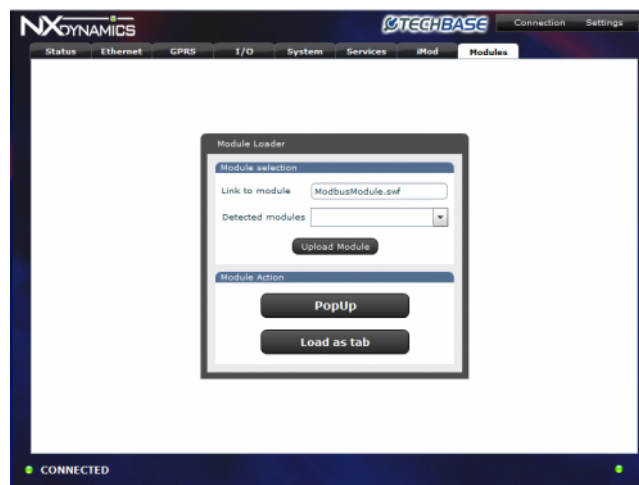 NXDYNAMICS
TECHBASE
Connection Settings
Status Ethernet GPRS I/O System Services iMod Modules
Module Loader
Module selection
Link to module ModbusModule.swf
Detected modules
Upload Module
Module Action
PopUp
Load as tab
CONNECTED